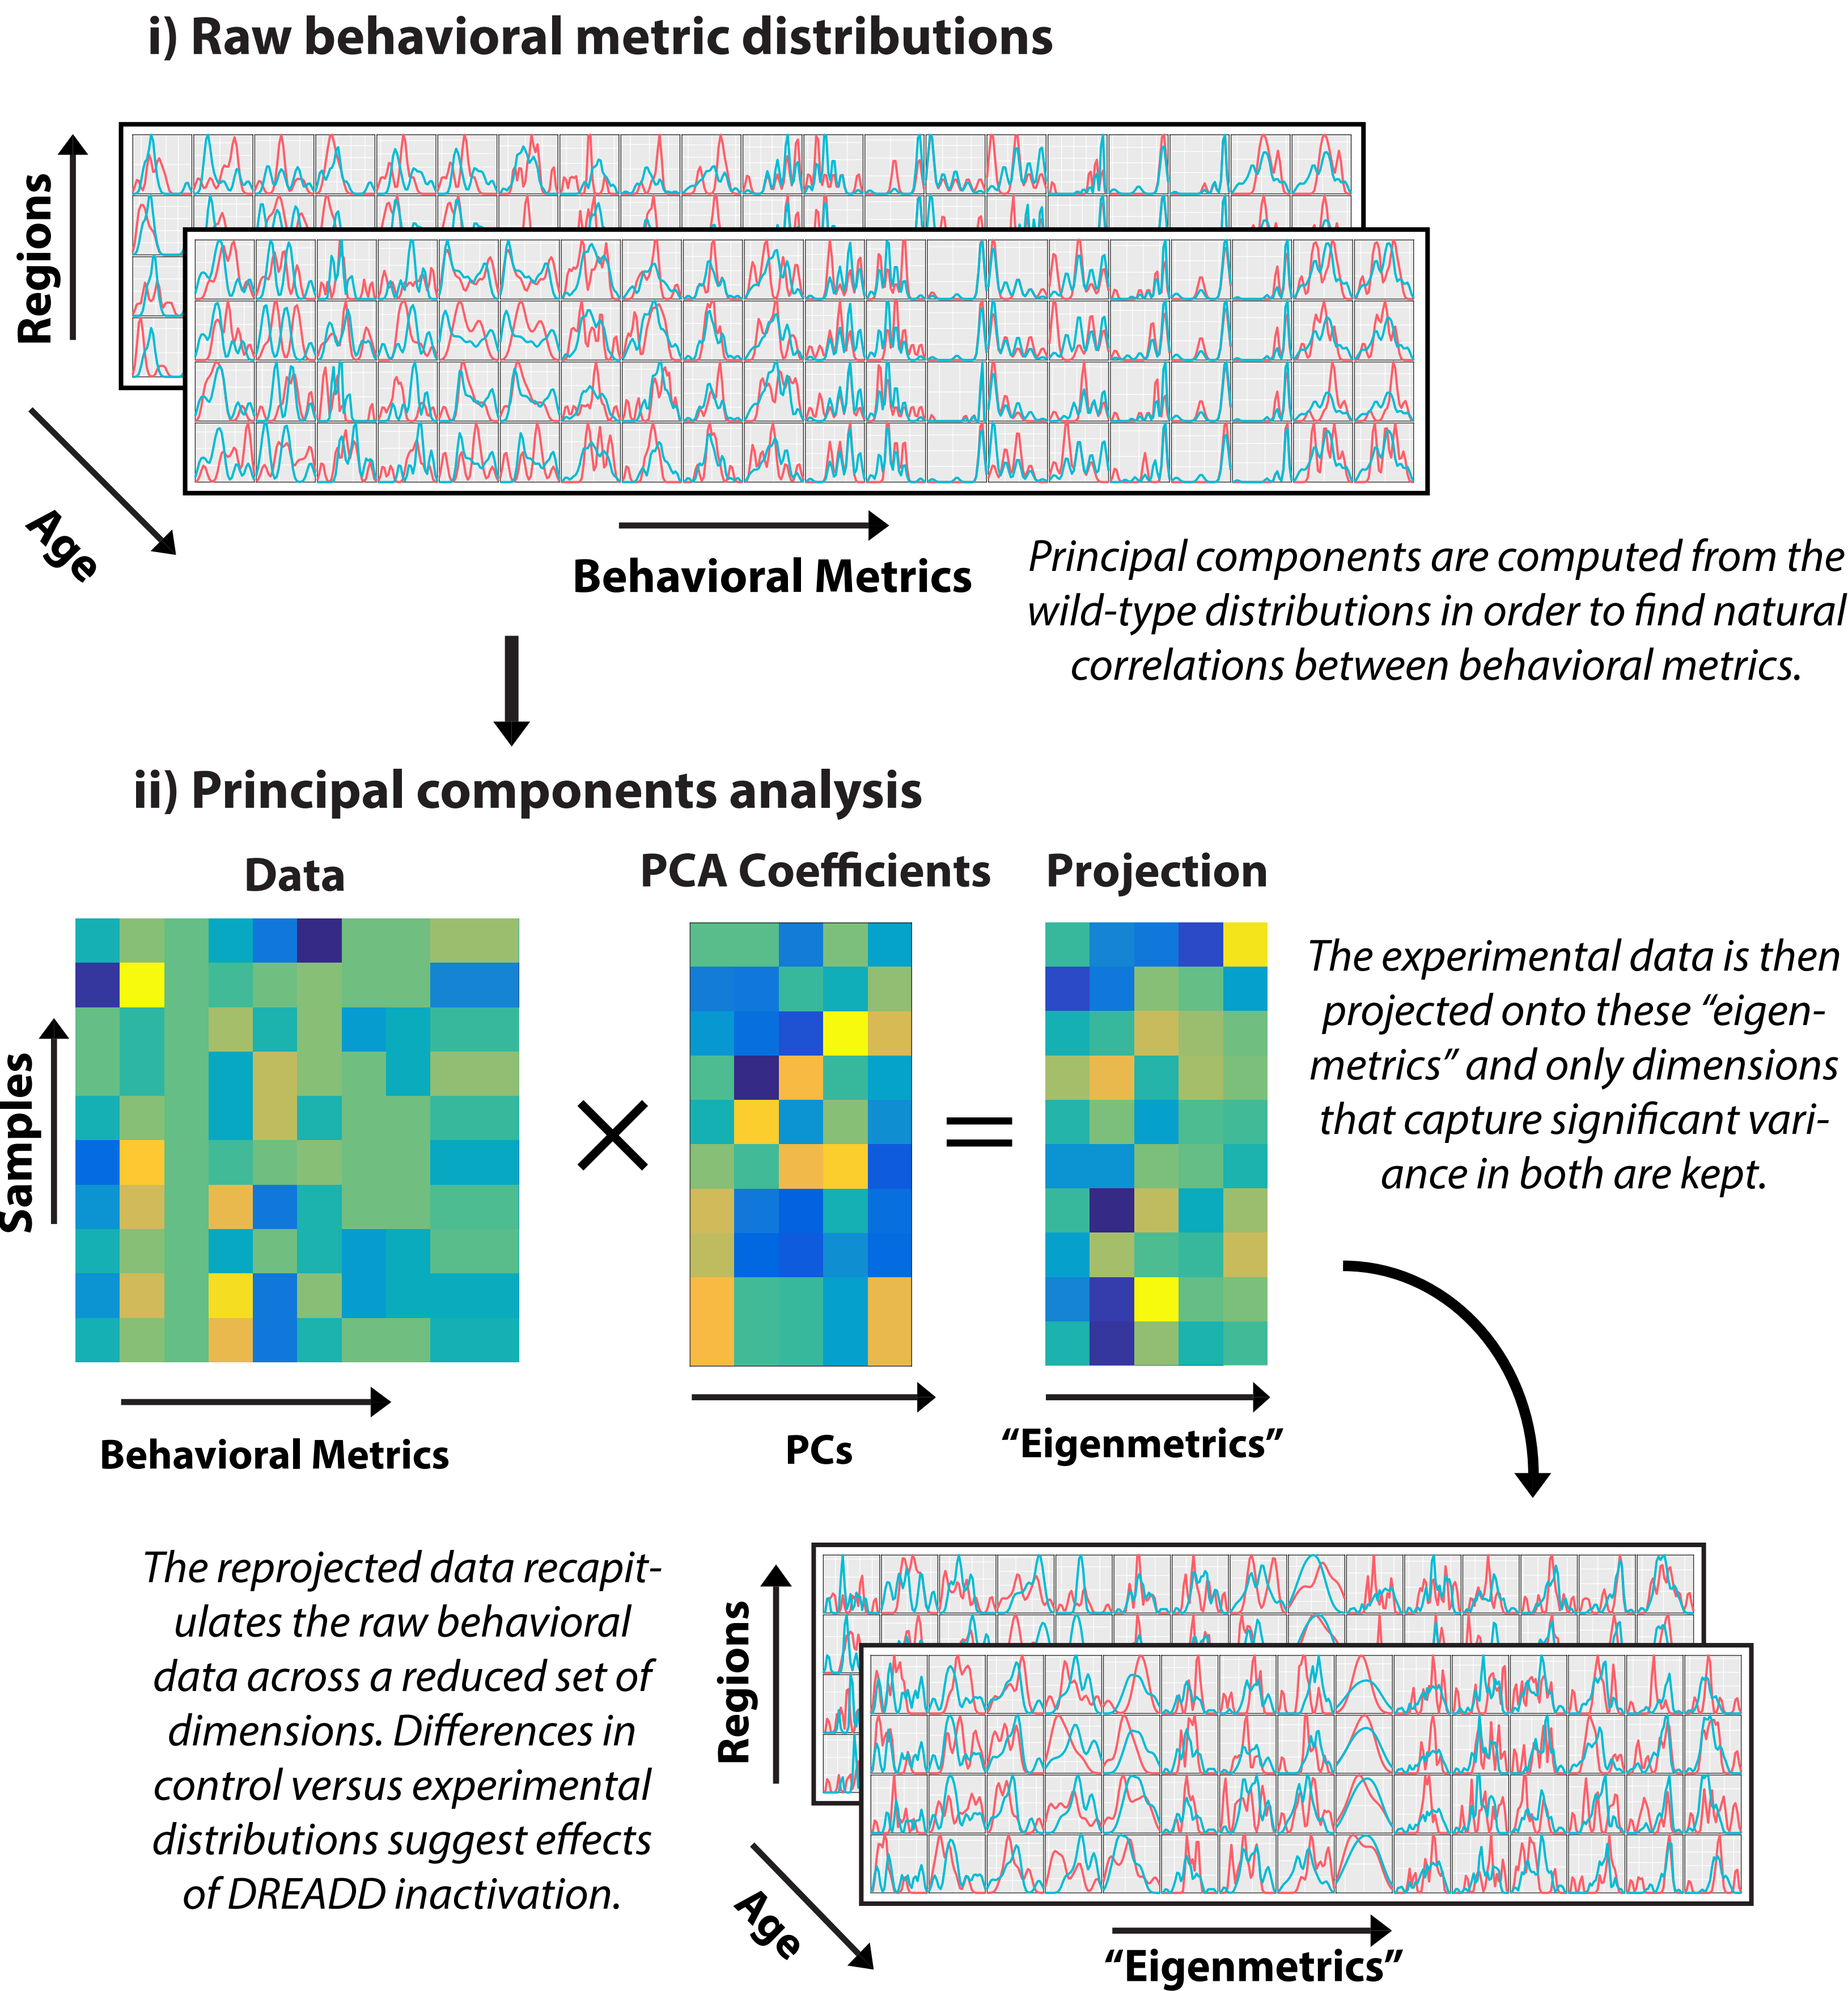 i) Raw behavioral metric distributions
Regions
Age
Behavioral Metrics
Principal components are computed from the
wild-type distributions in order to find natural
correlations between behavioral metrics.
ii) Principal components analysis
Data
PCA Coefficients
Projection
Samples
×
=
The experimental data is then
projected onto these “eigen-
metrics” and only dimensions
that capture significant vari-
ance in both are kept.
Behavioral Metrics
PCs
“Eigenmetrics”
The reprojected data recapit-
ulates the raw behavioral
data across a reduced set of
dimensions. Differences in
control versus experimental
distributions suggest effects
of DREADD inactivation.
Regions
Age
“Eigenmetrics”